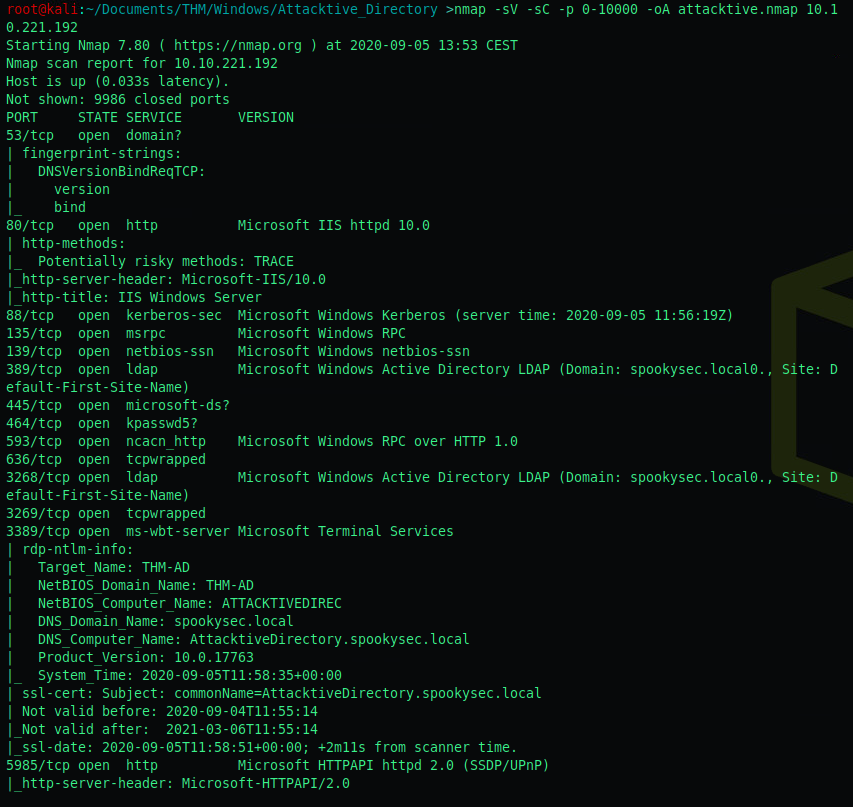 root@kali:~/Documents/THM/Windows/Attacktive_Directory >nmap -sV -sC -p 0-10000 -oA attacktive.nmap 10.1
0.221.192
Starting Nmap 7.80 ( https://nmap.org ) at 2020-09-05 13:53 CEST
Nmap scan report for 10.10.221.192
Host is up (0.033s latency).
Not shown: 9986 closed ports
PORT     STATE SERVICE       VERSION
53/tcp   open  domain?
| fingerprint-strings:
|   DNSVersionBindReqTCP:
|     version
|_    bind
80/tcp   open  http          Microsoft IIS httpd 10.0
| http-methods:
|_  Potentially risky methods: TRACE
|_http-server-header: Microsoft-IIS/10.0
|_http-title: IIS Windows Server
88/tcp   open  kerberos-sec  Microsoft Windows Kerberos (server time: 2020-09-05 11:56:19Z)
135/tcp  open  msrpc         Microsoft Windows RPC
139/tcp  open  netbios-ssn   Microsoft Windows netbios-ssn
389/tcp  open  ldap          Microsoft Windows Active Directory LDAP (Domain: spookysec.local0., Site: D
efault-First-Site-Name)
445/tcp  open  microsoft-ds?
464/tcp  open  kpasswd5?
593/tcp  open  ncacn_http    Microsoft Windows RPC over HTTP 1.0
636/tcp  open  tcpwrapped
3268/tcp open  ldap          Microsoft Windows Active Directory LDAP (Domain: spookysec.local0., Site: D
efault-First-Site-Name)
3269/tcp open  tcpwrapped
3389/tcp open  ms-wbt-server Microsoft Terminal Services
| rdp-ntlm-info:
|   Target_Name: THM-AD
|   NetBIOS_Domain_Name: THM-AD
|   NetBIOS_Computer_Name: ATTACKTIVEDIREC
|   DNS_Domain_Name: spookysec.local
|   DNS_Computer_Name: AttacktiveDirectory.spookysec.local
|   Product_Version: 10.0.17763
|_  System_Time: 2020-09-05T11:58:35+00:00
| ssl-cert: Subject: commonName=AttacktiveDirectory.spookysec.local
| Not valid before: 2020-09-04T11:55:14
|_Not valid after:  2021-03-06T11:55:14
|_ssl-date: 2020-09-05T11:58:51+00:00; +2m11s from scanner time.
5985/tcp open  http          Microsoft HTTPAPI httpd 2.0 (SSDP/UPnP)
|_http-server-header: Microsoft-HTTPAPI/2.0